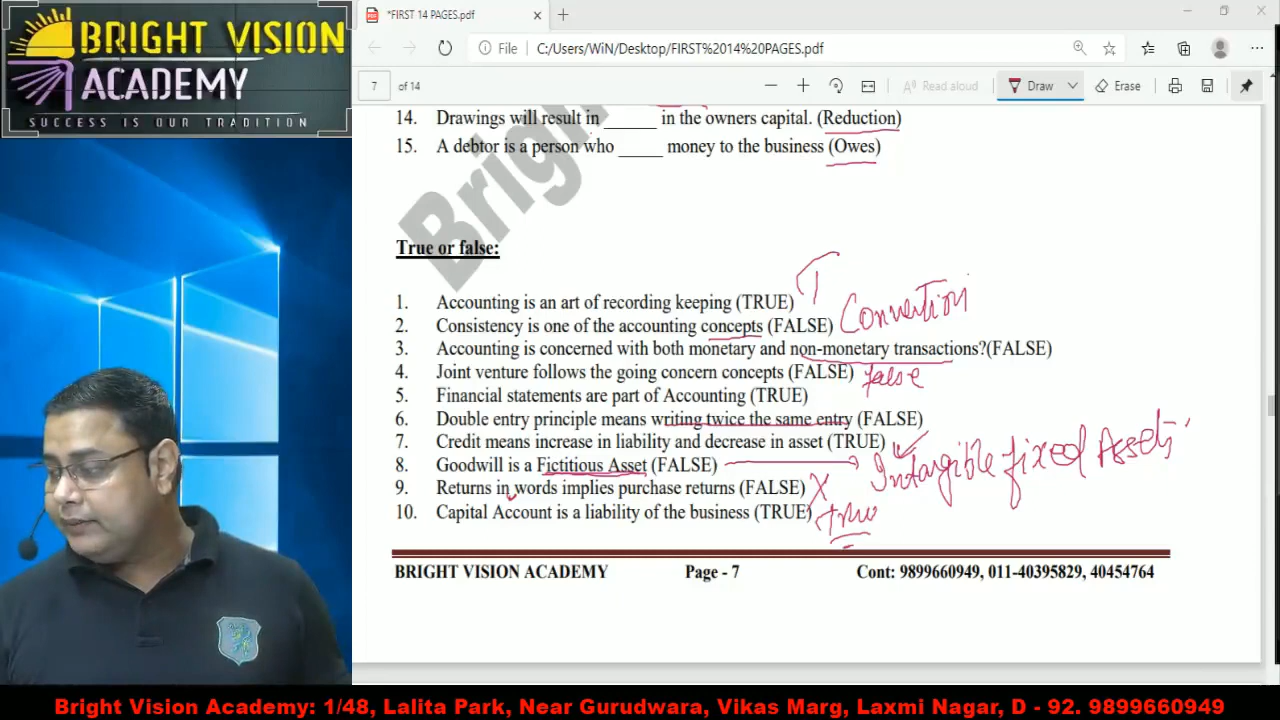 BRIGHT VISION
ACADEMY
SUCCESS IS OUR TRADITION
*FIRST 14 PAGES.pdf
File C:/Users/WiN/Desktop/FIRST%2014%20PAGES.pdf
7 of 14
Read aloud
Draw
Erase
14. Drawings will result in _____ in the owners capital. (Reduction)
15. A debtor is a person who _____ money to the business (Owes)
Brigh
True or false:
1. Accounting is an art of recording keeping (TRUE) T
2. Consistency is one of the accounting concepts (FALSE) Convention
3. Accounting is concerned with both monetary and non-monetary transactions?(FALSE)
4. Joint venture follows the going concern concepts (FALSE) false
5. Financial statements are part of Accounting (TRUE)
6. Double entry principle means writing twice the same entry (FALSE)
7. Credit means increase in liability and decrease in asset (TRUE)
8. Goodwill is a Fictitious Asset (FALSE) Intangible fixed Assets
9. Returns in words implies purchase returns (FALSE)
10. Capital Account is a liability of the business (TRUE) True
BRIGHT VISION ACADEMY Page - 7 Cont: 9899660949, 011-40395829, 40454764
Bright Vision Academy: 1/48, Lalita Park, Near Gurudwara, Vikas Marg, Laxmi Nagar, D - 92. 9899660949